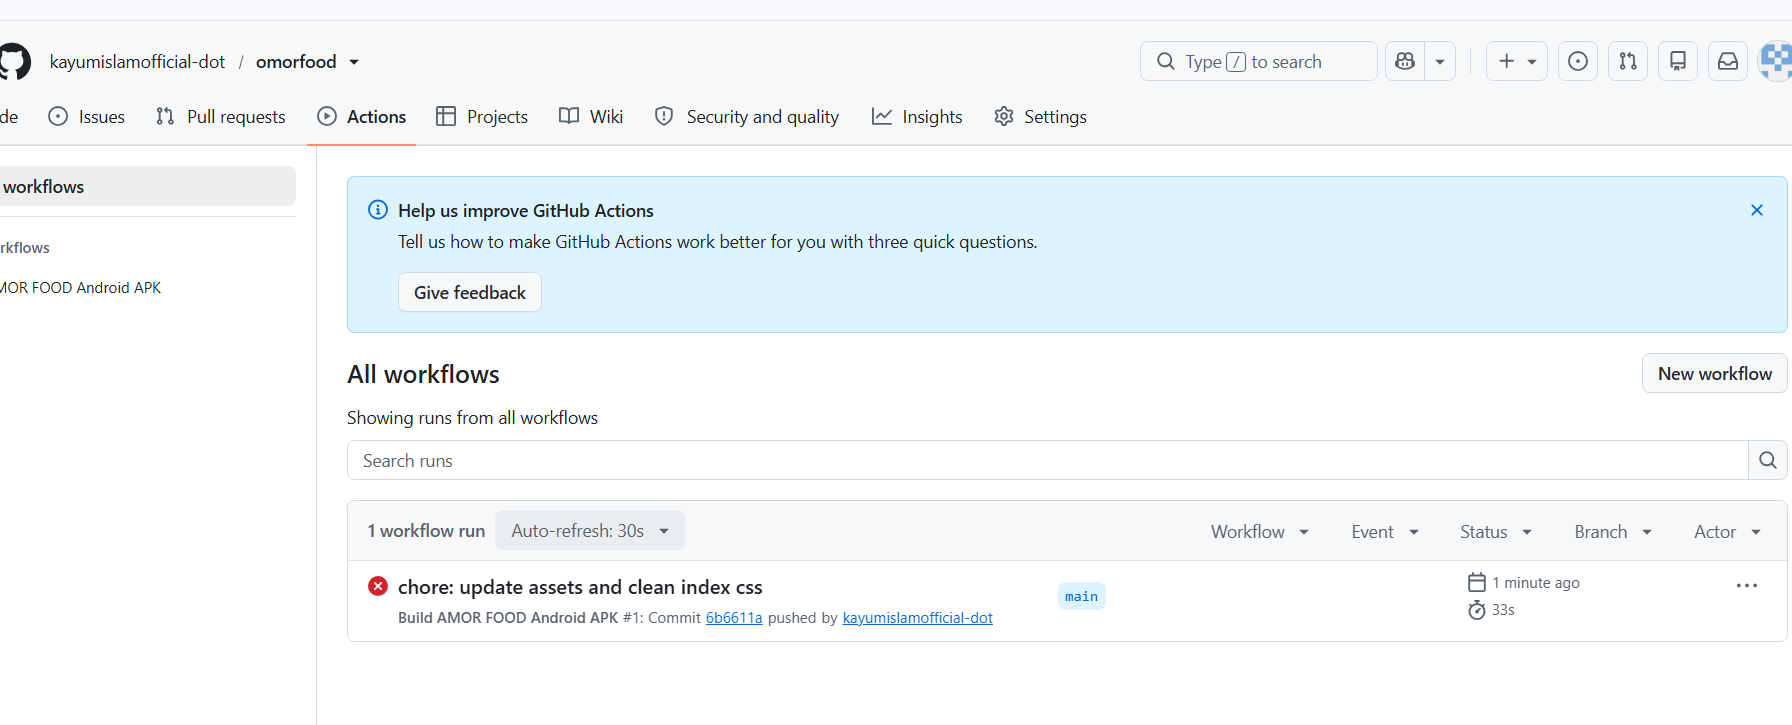 kayumislamofficial-dot / omorfood
Type / to search
de Issues Pull requests Actions Projects Wiki Security and quality Insights Settings
workflows
rkflows
MOR FOOD Android APK
Help us improve GitHub Actions
Tell us how to make GitHub Actions work better for you with three quick questions.
Give feedback
All workflows
New workflow
Showing runs from all workflows
Search runs
1 workflow run Auto-refresh: 30s Workflow Event Status Branch Actor
chore: update assets and clean index css
main
1 minute ago
Build AMOR FOOD Android APK #1: Commit 6b6611a pushed by kayumislamofficial-dot
33s